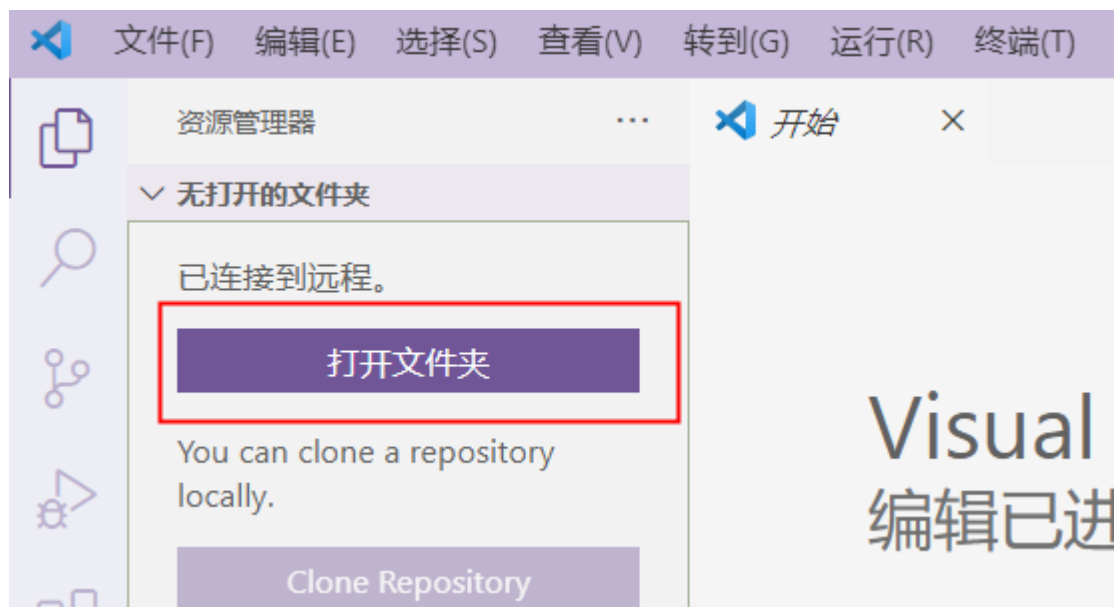 文件(F) 编辑(E) 选择(S) 查看(V) 转到(G) 运行(R) 终端(T)
资源管理器 ··· 开始 ×
无打开的文件夹
已连接到远程。
打开文件夹
You can clone a repository
locally.
Clone Repository
Visual
编辑已进